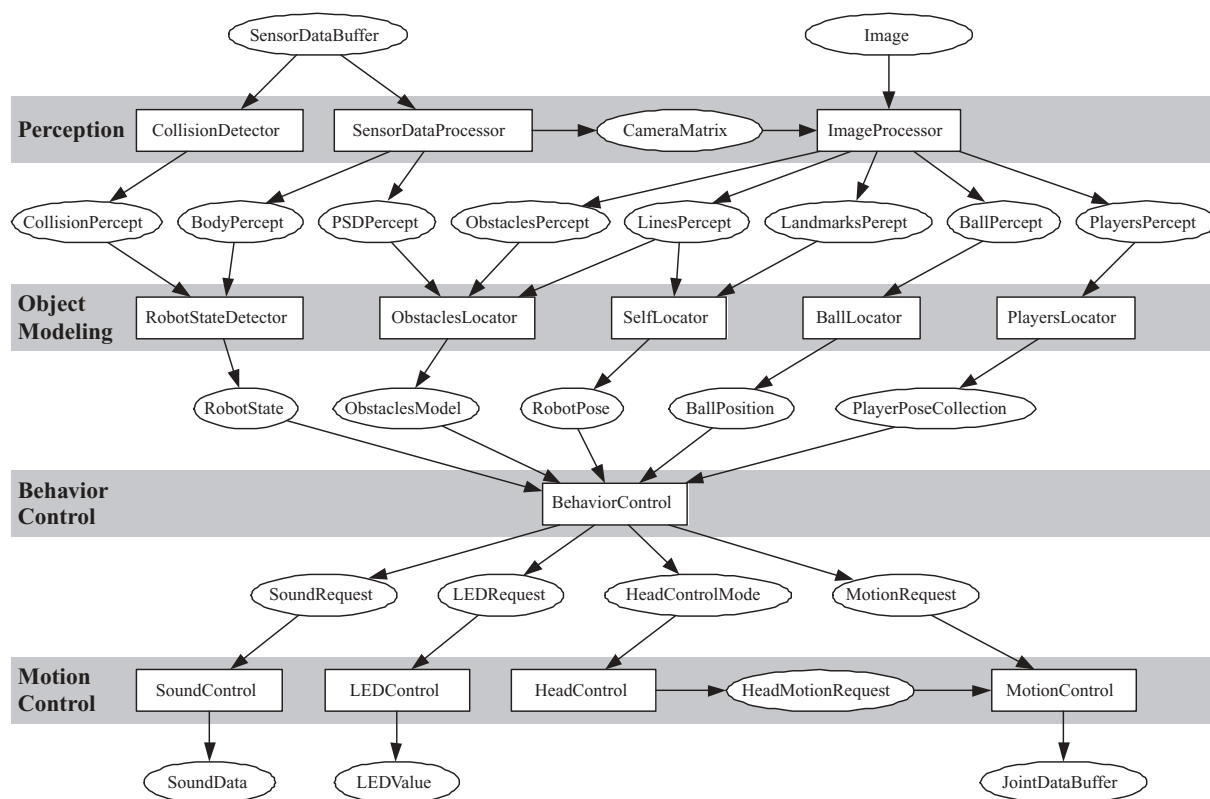 SensorDataBuffer
Image
Perception
CollisionDetector
SensorDataProcessor
CameraMatrix
ImageProcessor
CollisionPercept
BodyPercept
PSDPercept
ObstaclesPercept
LinesPercept
LandmarksPerept
BallPercept
PlayersPercept
Object
Modeling
RobotStateDetector
ObstaclesLocator
SelfLocator
BallLocator
PlayersLocator
RobotState
ObstaclesModel
RobotPose
BallPosition
PlayerPoseCollection
Behavior
Control
BehaviorControl
SoundRequest
LEDRequest
HeadControlMode
MotionRequest
Motion
Control
SoundControl
LEDControl
HeadControl
HeadMotionRequest
MotionControl
SoundData
LEDValue
JointDataBuffer